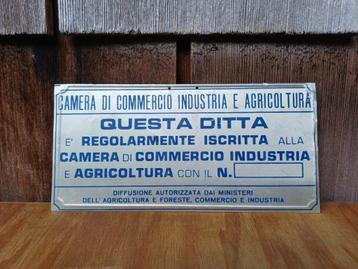 CAMERA DI COMMERCIO INDUSTRIA E AGRICOLTURA
QUESTA DITTA
E' REGOLARMENTE ISCRITTA ALLA
CAMERA DI COMMERCIO INDUSTRIA
E AGRICOLTURA CON IL N.
DIFFUSIONE AUTORIZZATA DAI MINISTERI
DELL'AGRICOLTURA E FORESTE, COMMERCIO E INDUSTRIA